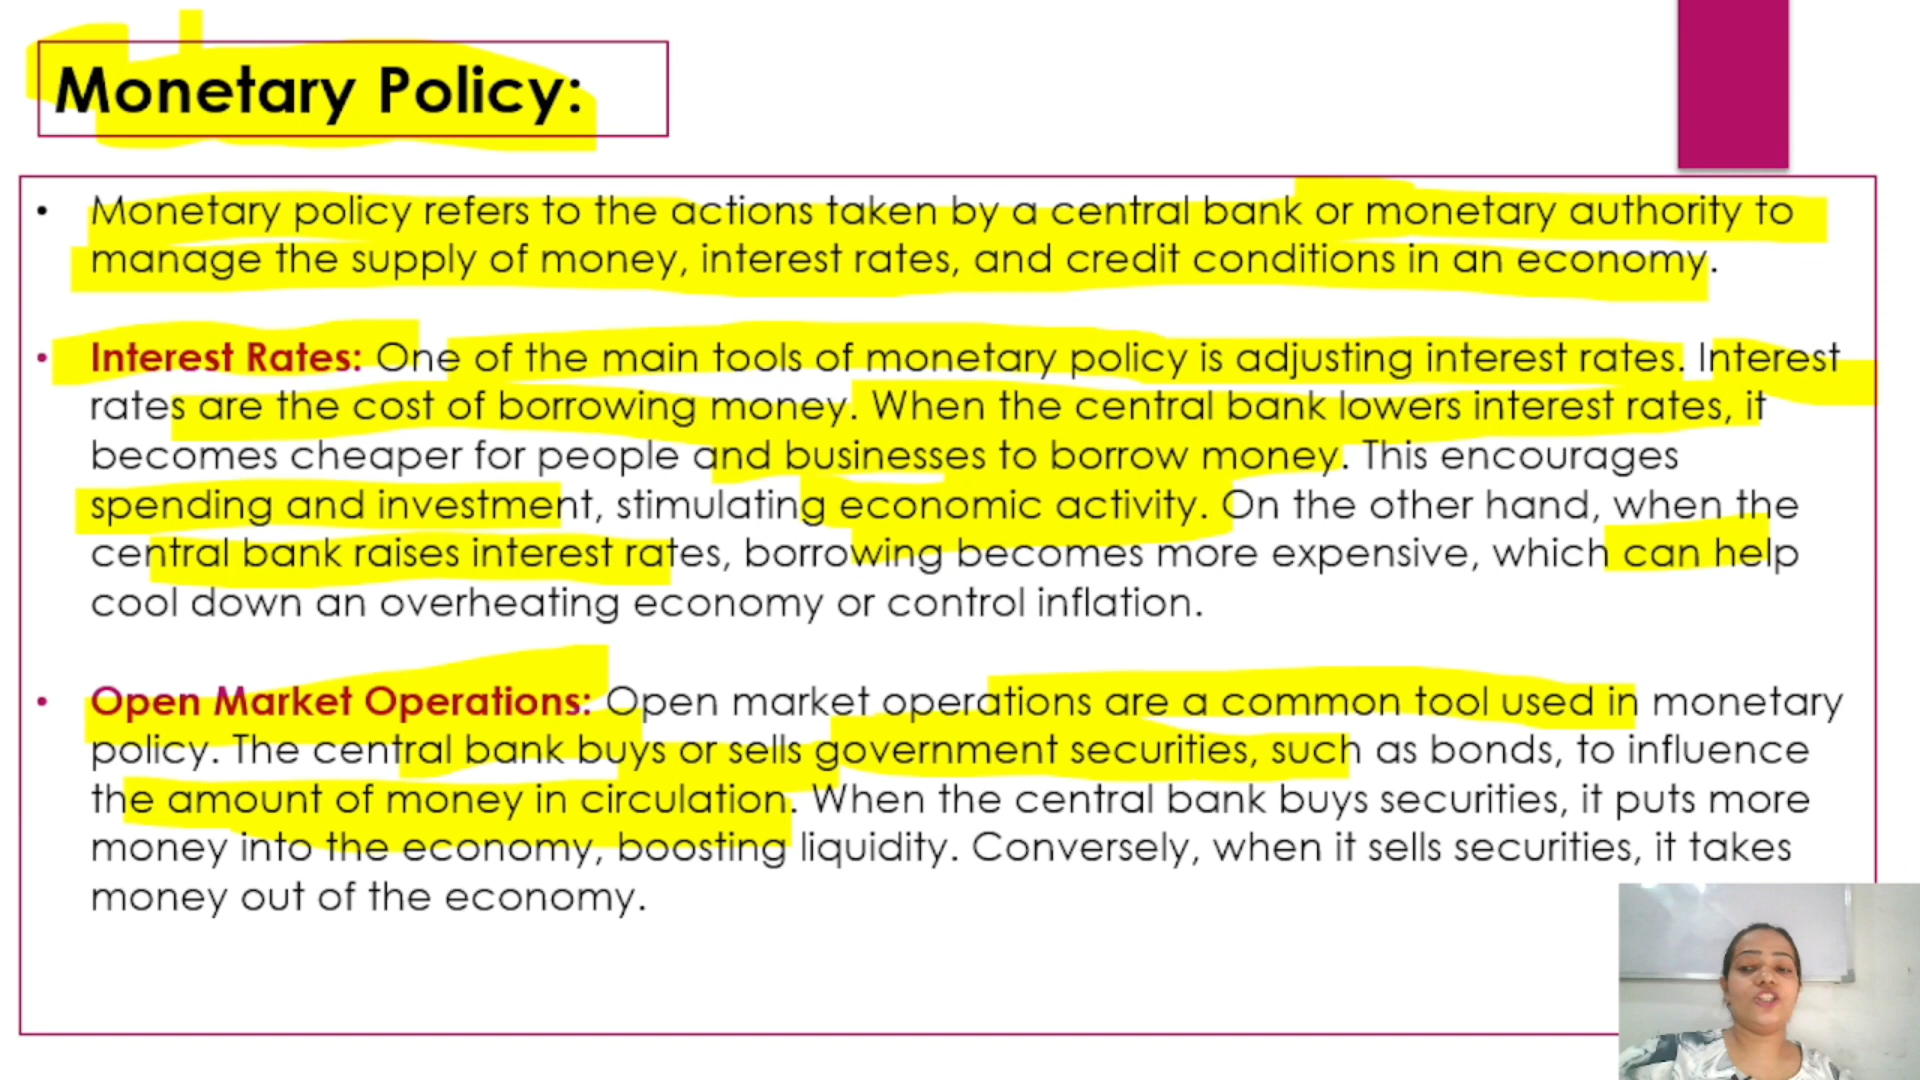 Monetary Policy:
• Monetary policy refers to the actions taken by a central bank or monetary authority to
manage the supply of money, interest rates, and credit conditions in an economy.
• Interest Rates: One of the main tools of monetary policy is adjusting interest rates. Interest
rates are the cost of borrowing money. When the central bank lowers interest rates, it
becomes cheaper for people and businesses to borrow money. This encourages
spending and investment, stimulating economic activity. On the other hand, when the
central bank raises interest rates, borrowing becomes more expensive, which can help
cool down an overheating economy or control inflation.
• Open Market Operations: Open market operations are a common tool used in monetary
policy. The central bank buys or sells government securities, such as bonds, to influence
the amount of money in circulation. When the central bank buys securities, it puts more
money into the economy, boosting liquidity. Conversely, when it sells securities, it takes
money out of the economy.